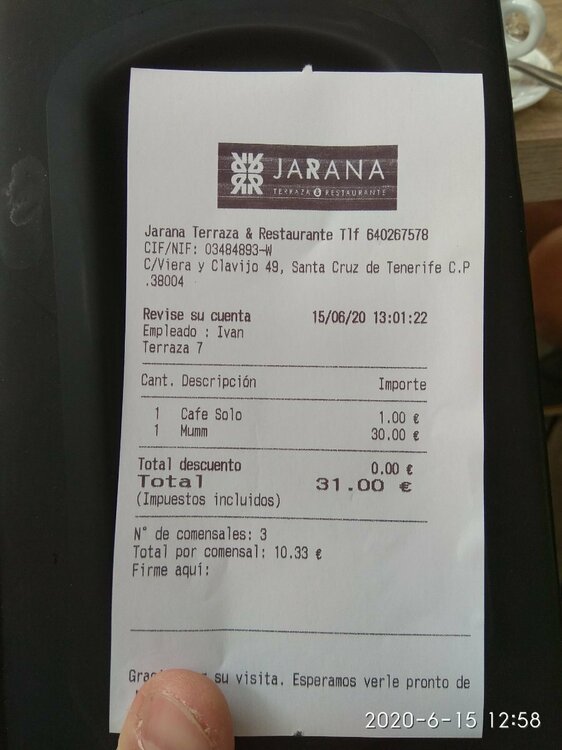 JARANA
TERRAZA & RESTAURANTE
Jarana Terraza & Restaurante Tlf 640267578
CIF/NIF: 03484893-W
C/Viera y Clavijo 49, Santa Cruz de Tenerife C.P
.38004
Revise su cuenta 15/06/20 13:01:22
Empleado : Ivan
Terraza 7
Cant. Descripción Importe
1 Cafe Solo 1.00 €
1 Mumm 30.00 €
Total descuento 0.00 €
Total 31.00 €
(Impuestos incluidos)
N° de comensales: 3
Total por comensal: 10.33 €
Firme aquí:
su visita. Esperamos verle pronto de
2020-6-15 12:58